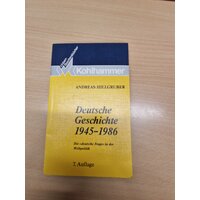 Kohlhammer
ANDREAS HILLGRUBER
Deutsche
Geschichte
1945–1986
Die »deutsche Frage« in der
Weltpolitik
7. Auflage